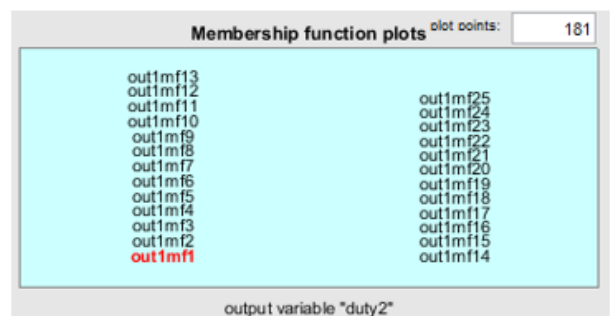 Membership function plots plot points: 181
out1mf13
out1mf12
out1mf11
out1mf10
out1mf9
out1mf8
out1mf7
out1mf6
out1mf5
out1mf4
out1mf3
out1mf2
out1mf1
out1mf25
out1mf24
out1mf23
out1mf22
out1mf21
out1mf20
out1mf19
out1mf18
out1mf17
out1mf16
out1mf15
out1mf14
output variable "duty2"